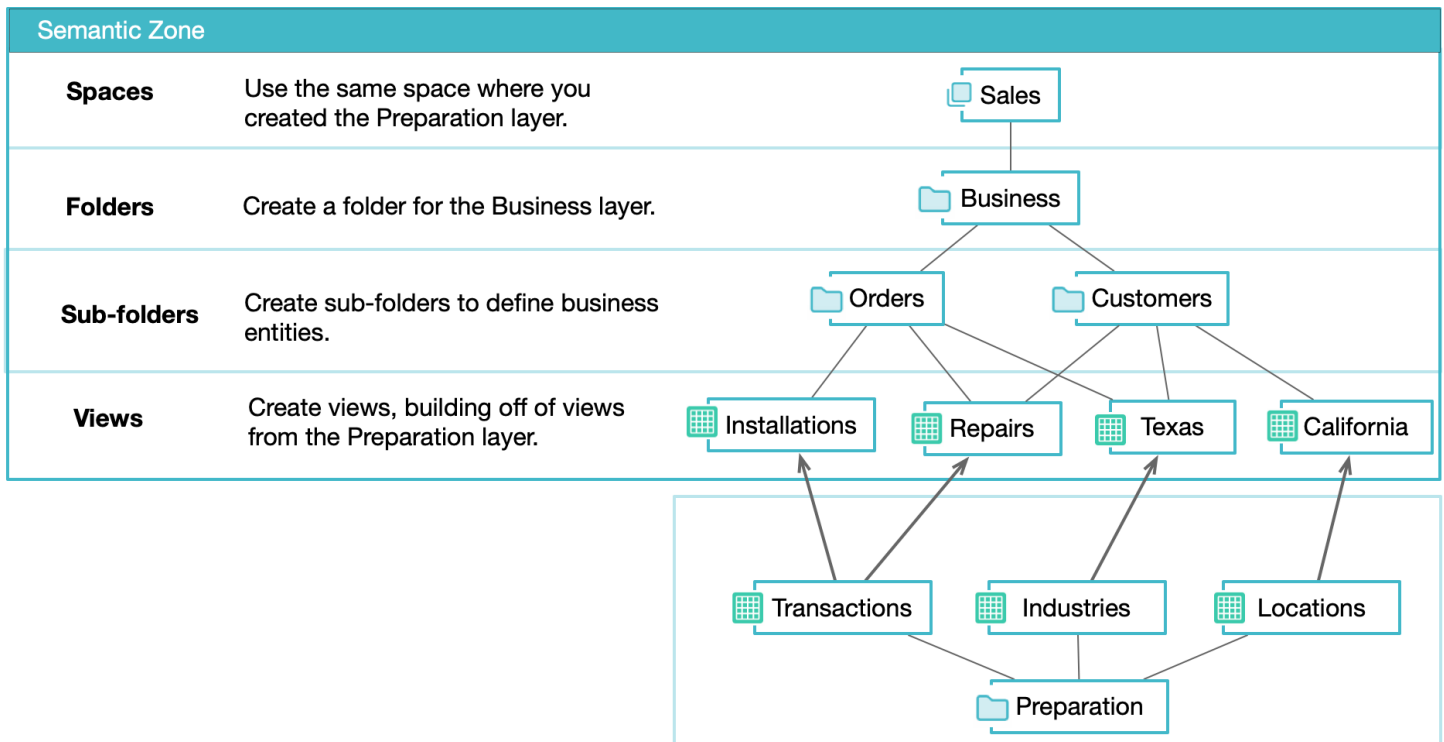 Semantic Zone
Spaces
Use the same space where you
created the Preparation layer.
Sales
Folders
Create a folder for the Business layer.
Business
Sub-folders
Create sub-folders to define business
entities.
Orders
Customers
Views
Create views, building off of views
from the Preparation layer.
Installations
Repairs
Texas
California
Transactions
Industries
Locations
Preparation